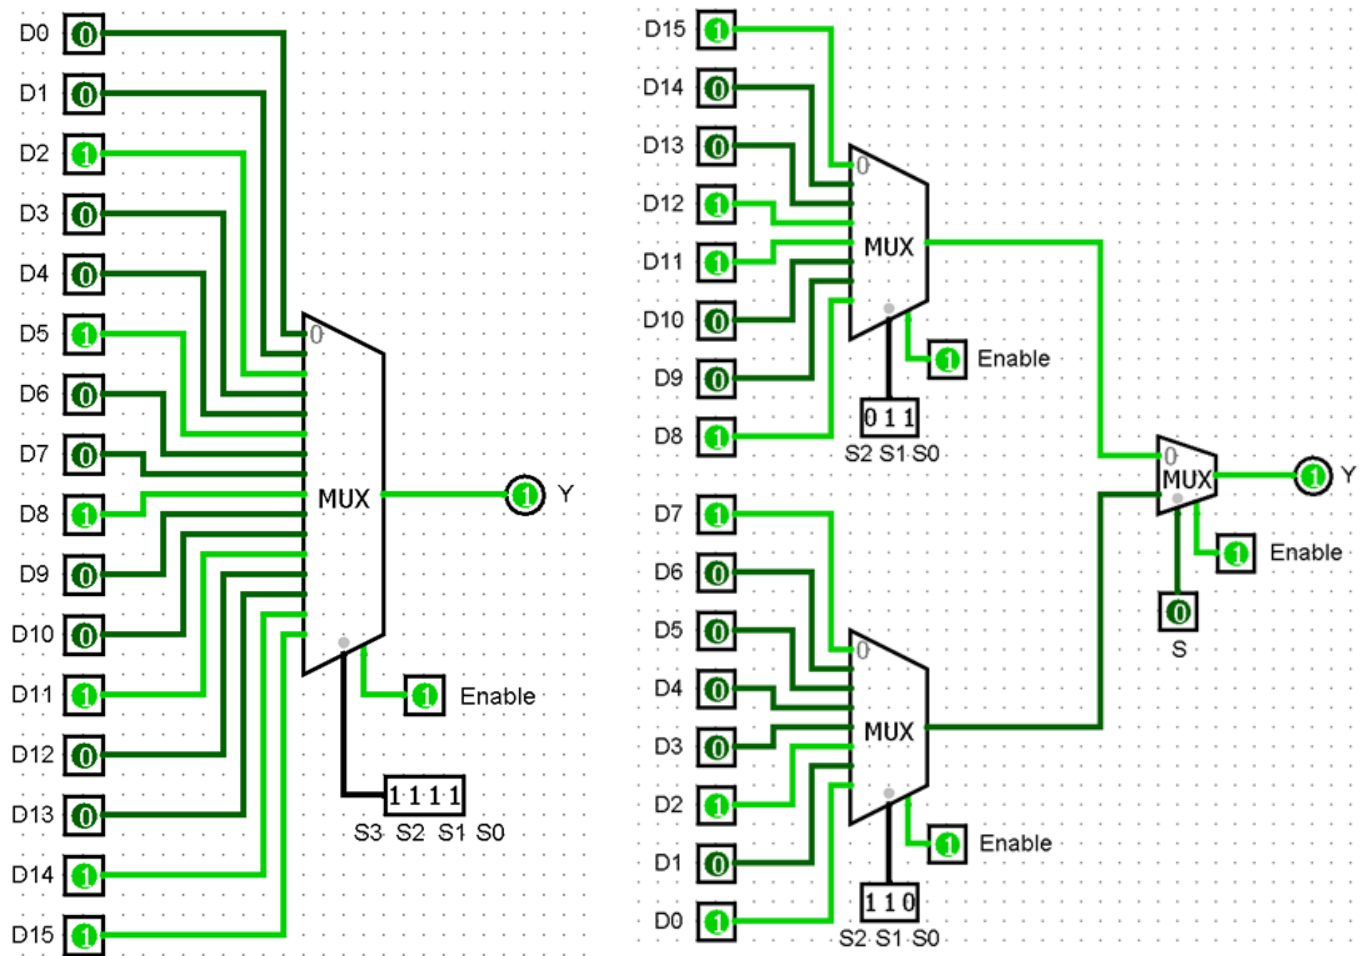 D0 0
D1 0
D2 1
D3 0
D4 0
D5 1
D6 0
D7 0
D8 1
D9 0
D10 0
D11 1
D12 0
D13 0
D14 1
D15 1
0
MUX
1 Y
1 Enable
1 1 1 1
S3 S2 S1 S0
D15 1
D14 0
D13 0
D12 1
D11 1
D10 0
D9 0
D8 1
0
MUX
1 Enable
0 1 1
S2 S1 S0
D7 1
D6 0
D5 0
D4 0
D3 0
D2 1
D1 0
D0 1
0
MUX
1 Enable
1 1 0
S2 S1 S0
0
MUX
1 Y
1 Enable
0
S